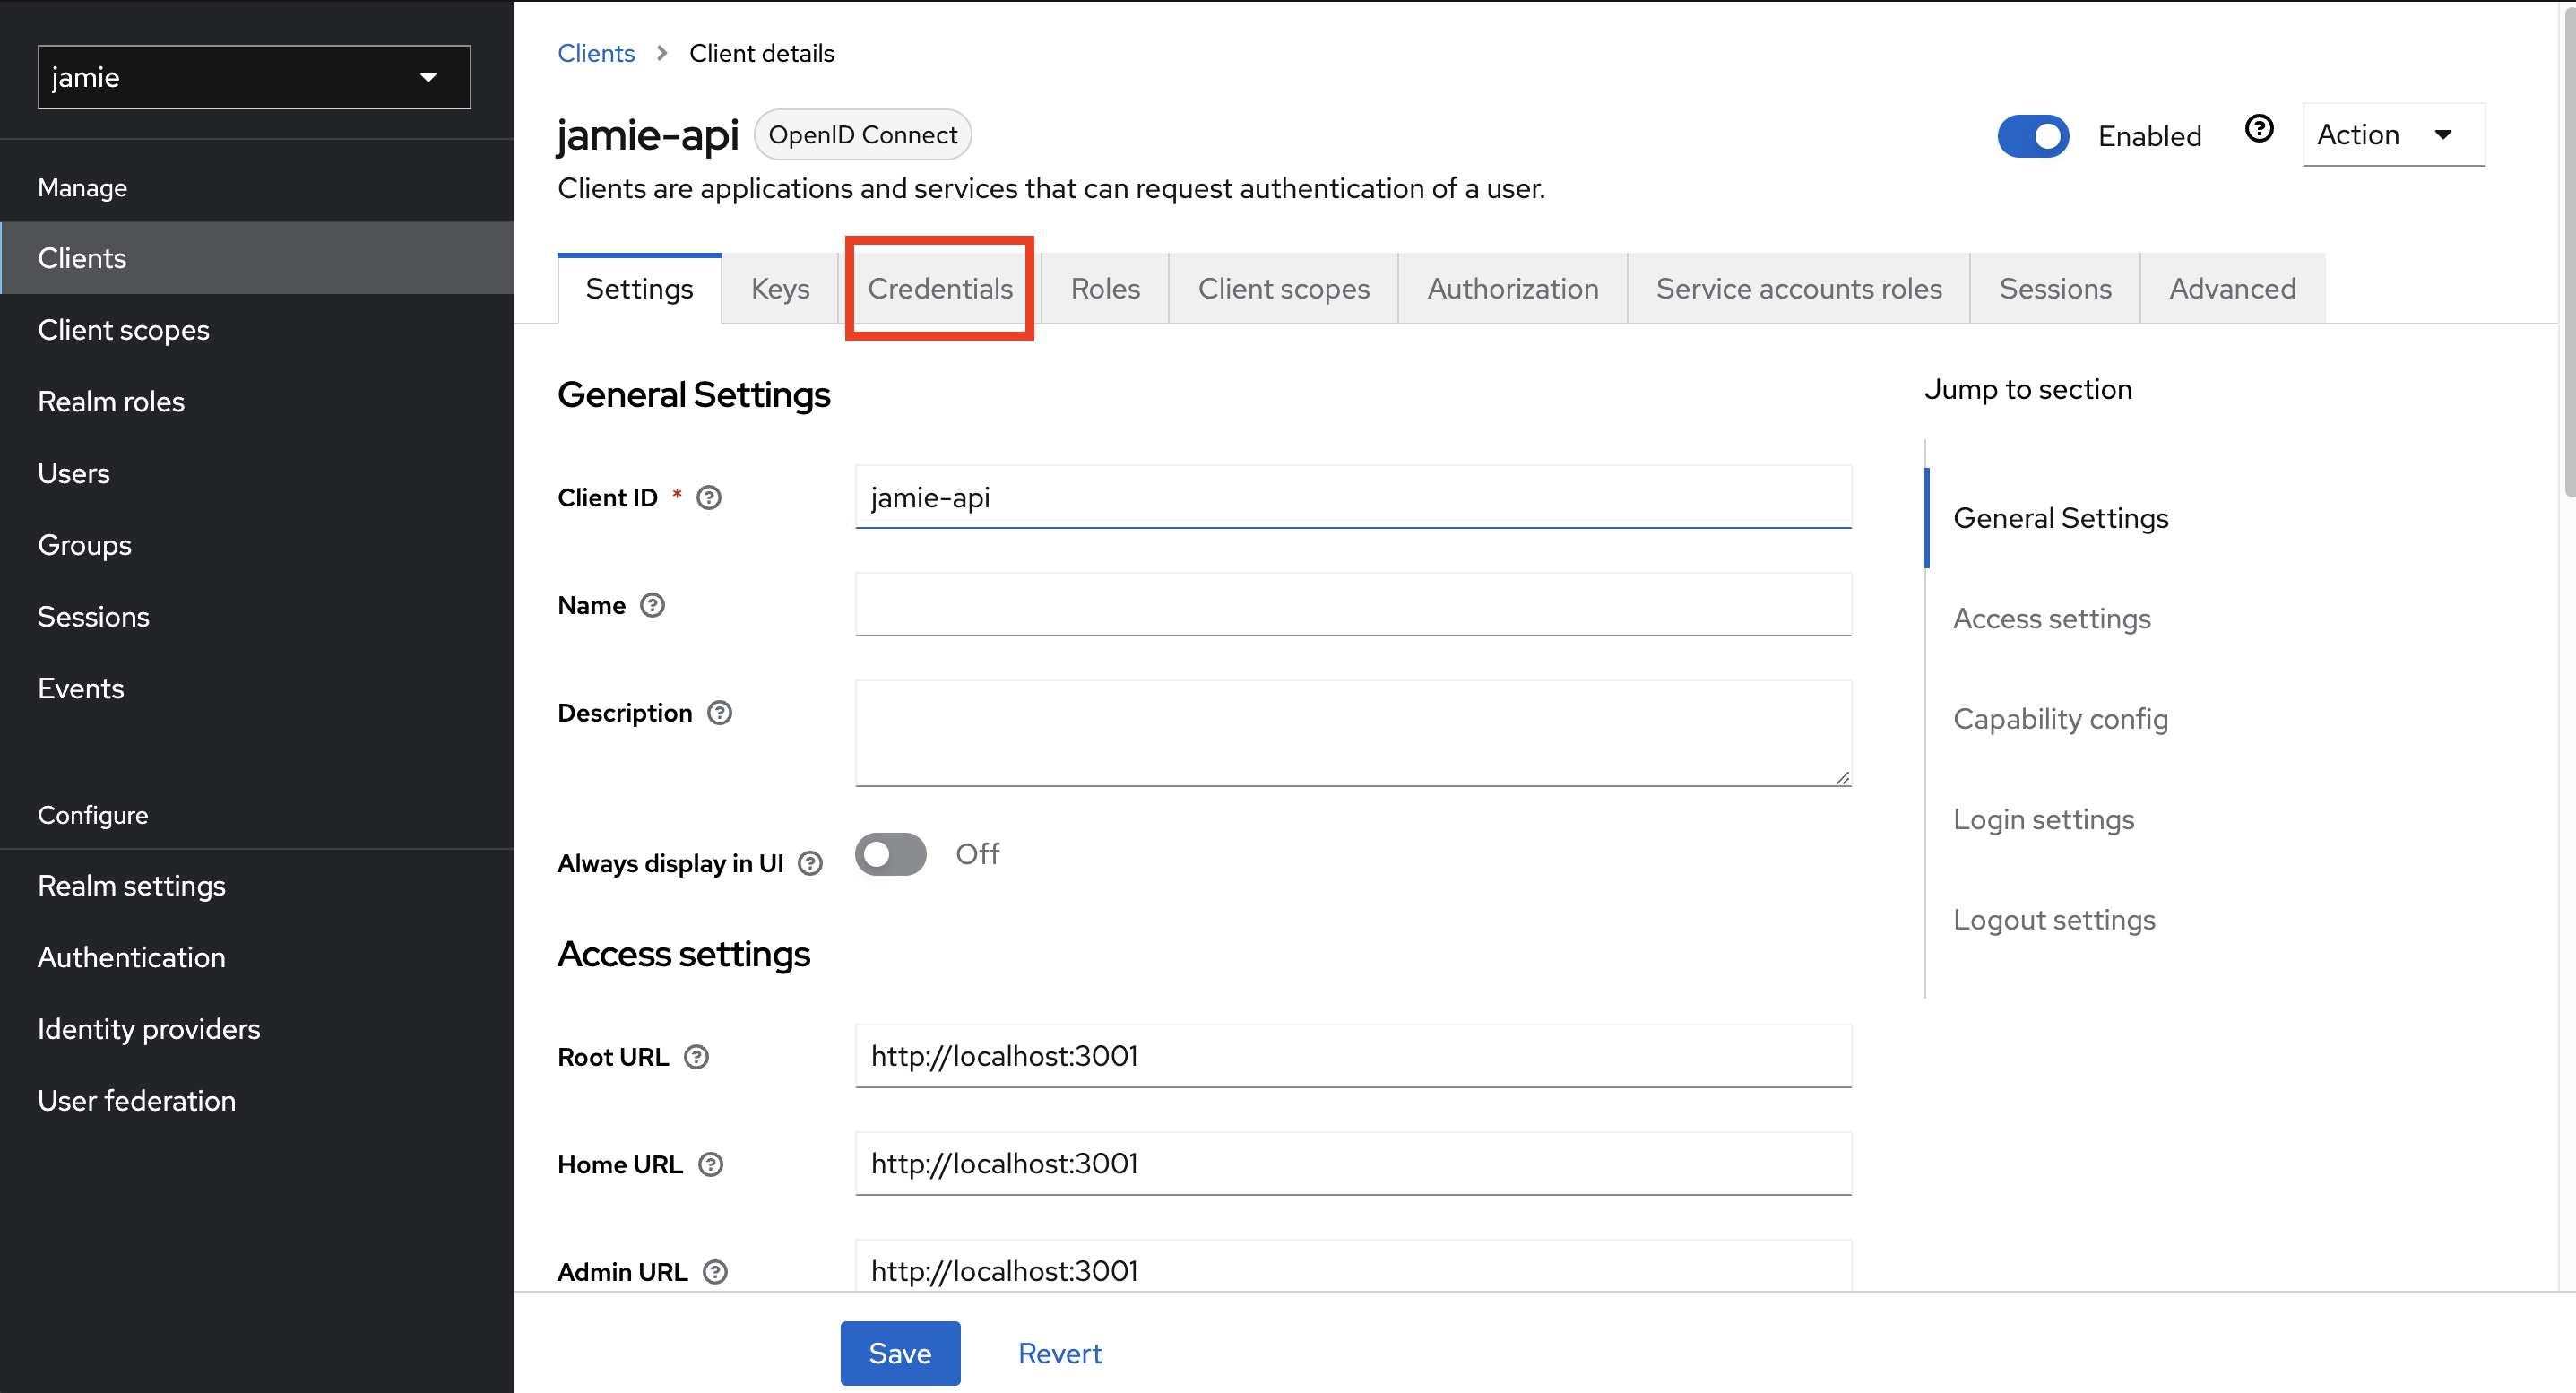 jamie
Manage
Clients
Client scopes
Realm roles
Users
Groups
Sessions
Events
Configure
Realm settings
Authentication
Identity providers
User federation
Clients > Client details
jamie-api OpenID Connect
Enabled Action
Clients are applications and services that can request authentication of a user.
Settings Keys Credentials Roles Client scopes Authorization Service accounts roles Sessions Advanced
General Settings
Client ID * jamie-api
Name
Description
Always display in UI Off
Access settings
Root URL http://localhost:3001
Home URL http://localhost:3001
Admin URL http://localhost:3001
Jump to section
General Settings
Access settings
Capability config
Login settings
Logout settings
Save Revert